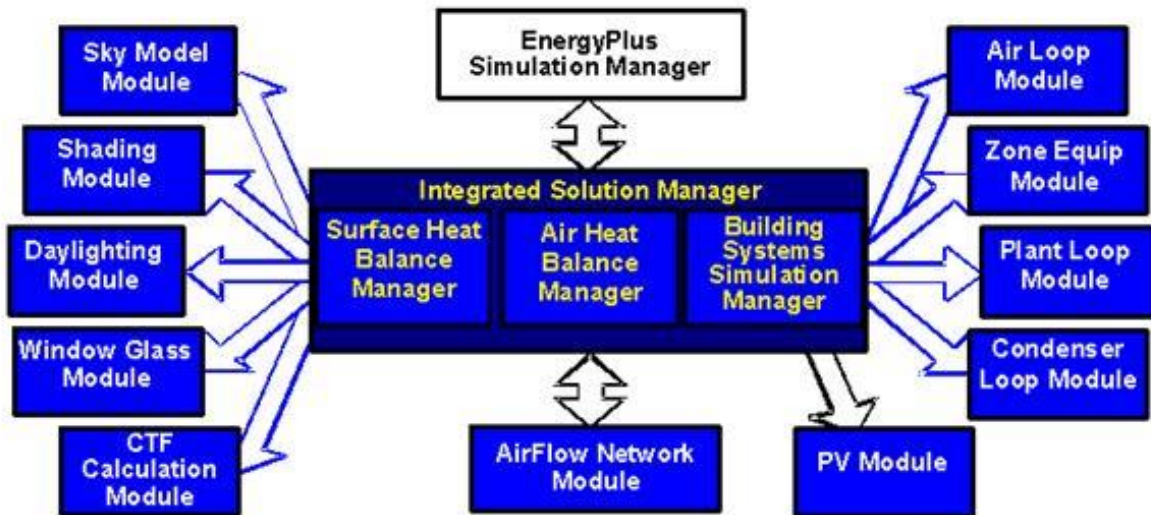 EnergyPlus
Simulation Manager
Sky Model
Module
Shading
Module
Daylighting
Module
Window Glass
Module
CTF
Calculation
Module
Integrated Solution Manager
Surface Heat
Balance
Manager
Air Heat
Balance
Manager
Building
Systems
Simulation
Manager
AirFlow Network
Module
PV Module
Air Loop
Module
Zone Equip
Module
Plant Loop
Module
Condenser
Loop Module